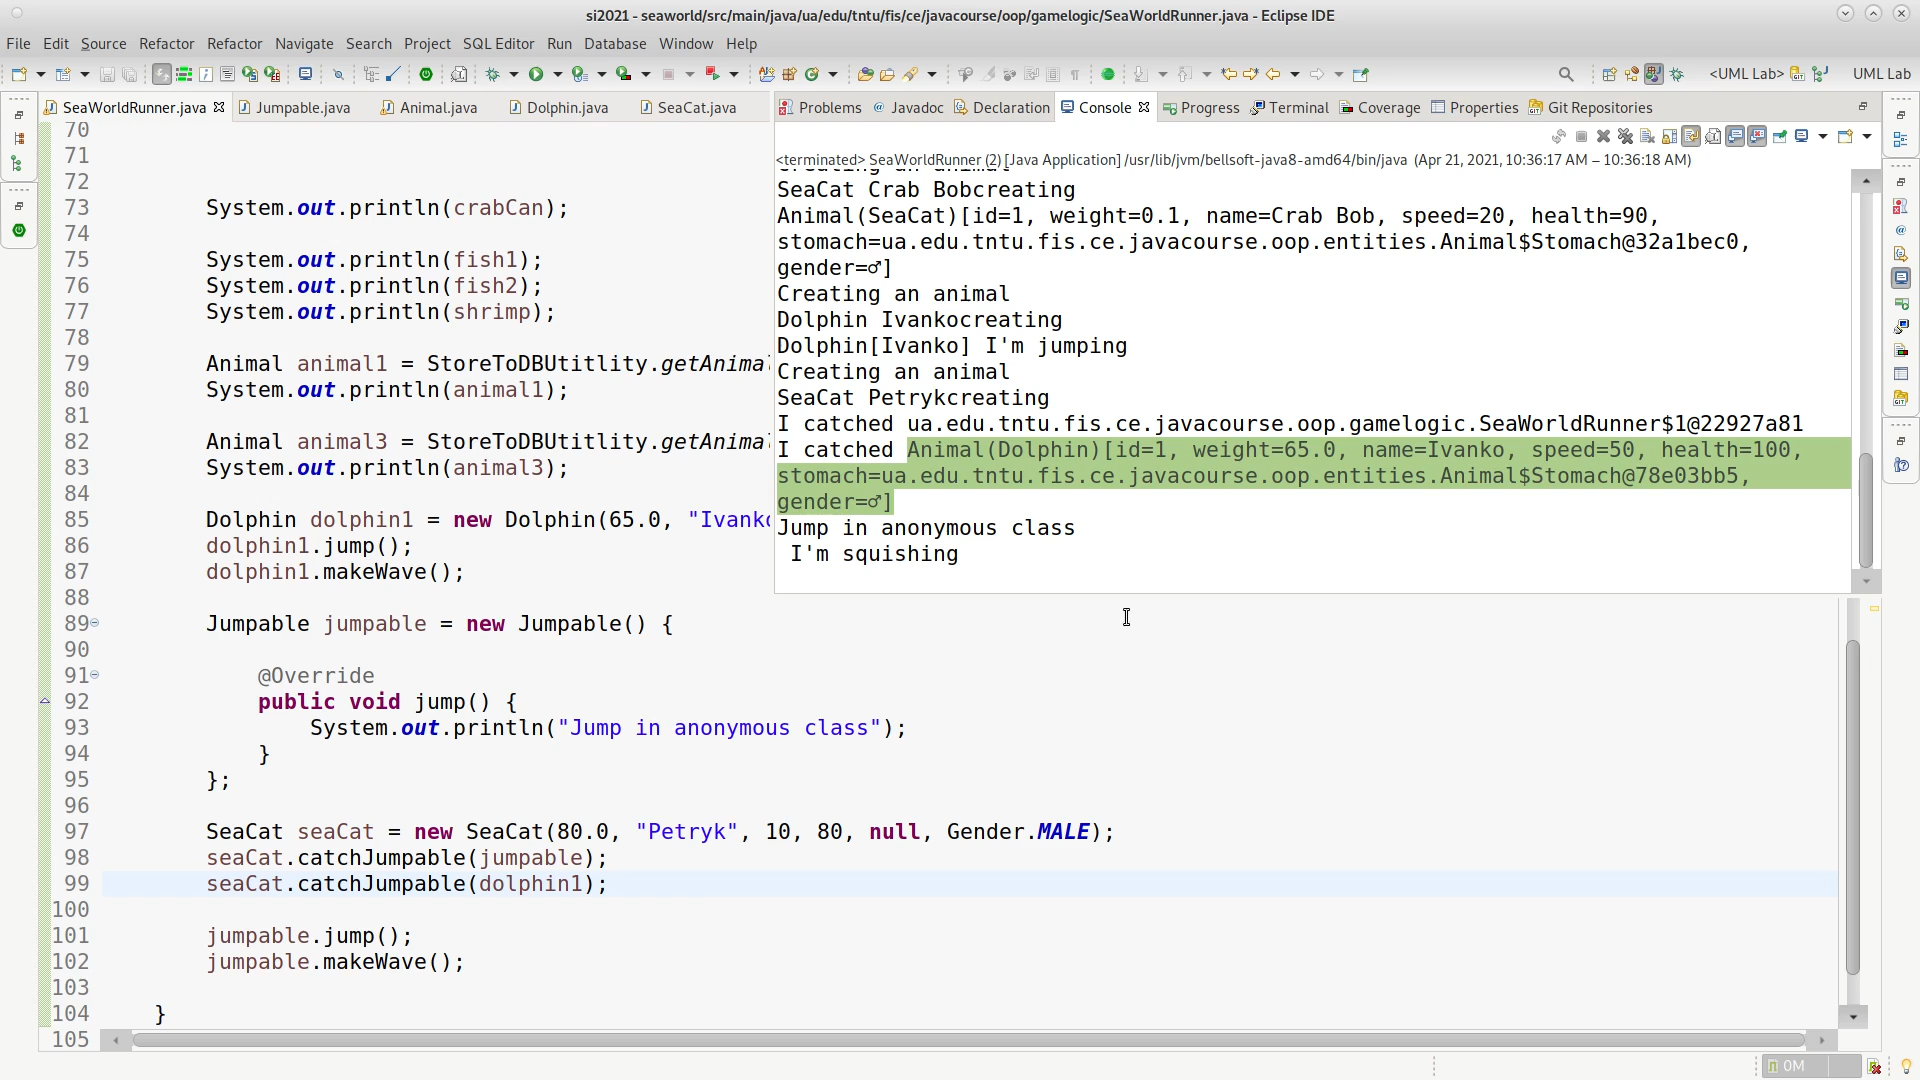 si2021 - seaworld/src/main/java/ua/edu/tntu/fis/ce/javacourse/oop/gamelogic/SeaWorldRunner.java - Eclipse IDE
File Edit Source Refactor Refactor Navigate Search Project SQL Editor Run Database Window Help
<UML Lab> UML Lab
SeaWorldRunner.java Jumpable.java Animal.java Dolphin.java SeaCat.java
70
71
72
73 System.out.println(crabCan);
74
75 System.out.println(fish1);
76 System.out.println(fish2);
77 System.out.println(shrimp);
78
79 Animal animal1 = StoreToDBUtitlity.getAnima
80 System.out.println(animal1);
81
82 Animal animal3 = StoreToDBUtitlity.getAnima
83 System.out.println(animal3);
84
85 Dolphin dolphin1 = new Dolphin(65.0, "Ivanko
86 dolphin1.jump();
87 dolphin1.makeWave();
88
89 Jumpable jumpable = new Jumpable() {
90
91 @Override
92 public void jump() {
93 System.out.println("Jump in anonymous class");
94 }
95 };
96
97 SeaCat seaCat = new SeaCat(80.0, "Petryk", 10, 80, null, Gender.MALE);
98 seaCat.catchJumpable(jumpable);
99 seaCat.catchJumpable(dolphin1);
100
101 jumpable.jump();
102 jumpable.makeWave();
103
104 }
105
Problems Javadoc Declaration Console Progress Terminal Coverage Properties Git Repositories
<terminated> SeaWorldRunner (2) [Java Application] /usr/lib/jvm/bellsoft-java8-amd64/bin/java (Apr 21, 2021, 10:36:17 AM – 10:36:18 AM)
Creating an animal
SeaCat Crab Bobcreating
Animal(SeaCat)[id=1, weight=0.1, name=Crab Bob, speed=20, health=90,
stomach=ua.edu.tntu.fis.ce.javacourse.oop.entities.Animal$Stomach@32a1bec0,
gender=♂]
Creating an animal
Dolphin Ivankocreating
Dolphin[Ivanko] I'm jumping
Creating an animal
SeaCat Petrykcreating
I catched ua.edu.tntu.fis.ce.javacourse.oop.gamelogic.SeaWorldRunner$1@22927a81
I catched Animal(Dolphin)[id=1, weight=65.0, name=Ivanko, speed=50, health=100,
stomach=ua.edu.tntu.fis.ce.javacourse.oop.entities.Animal$Stomach@78e03bb5,
gender=♂]
Jump in anonymous class
I'm squishing
0M